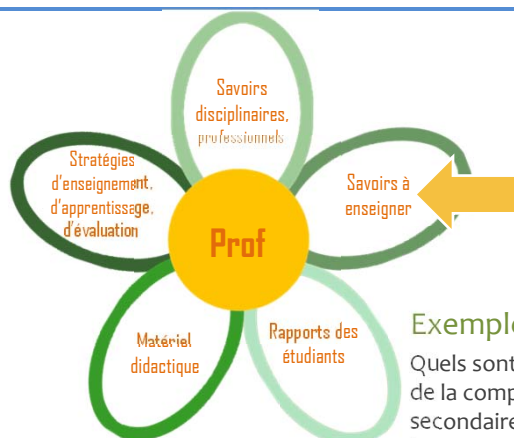 Savoirs
disciplinaires,
professionnels
Stratégies
d'enseignement,
d'apprentissage,
d'évaluation
Savoirs à
enseigner
Prof
Matériel
didactique
Rapports des
étudiants
Exemple
Quels sont
de la comp
secondaire